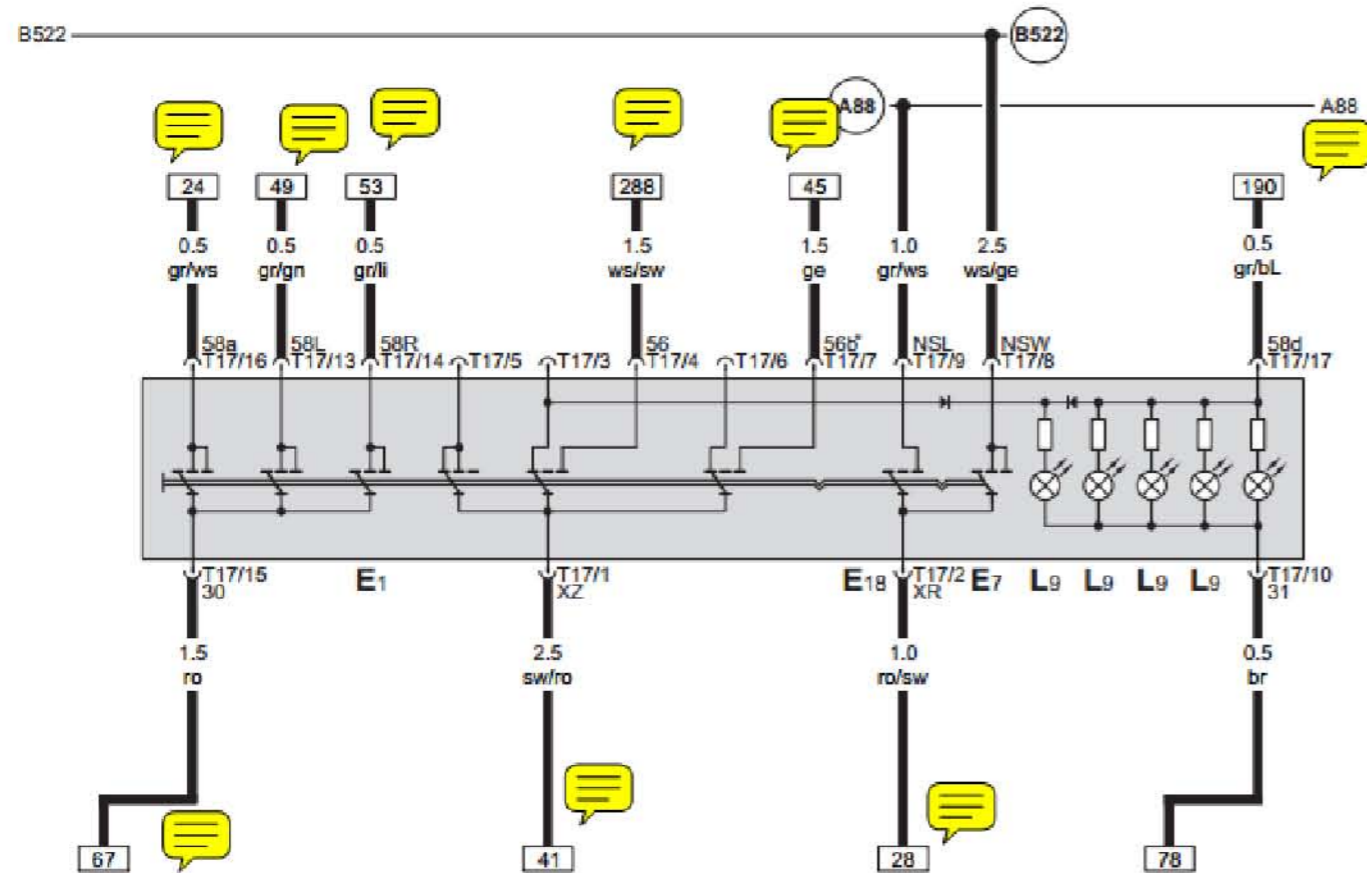 B522
B522
A88
A88
24
49
53
288
45
190
0.5
gr/ws
0.5
gr/gn
0.5
gr/li
1.5
ws/sw
1.5
ge
1.0
gr/ws
2.5
ws/ge
0.5
gr/bL
58a
T17/16
58L
T17/13
58R
T17/14
T17/5
T17/3
56
T17/4
T17/6
56b*
T17/7
NSL
T17/9
NSW
T17/8
58d
T17/17
T17/15
30
E1
T17/1
XZ
E18
T17/2
XR
E7
L9
L9
L9
L9
T17/10
31
1.5
ro
2.5
sw/ro
1.0
ro/sw
0.5
br
67
41
28
78